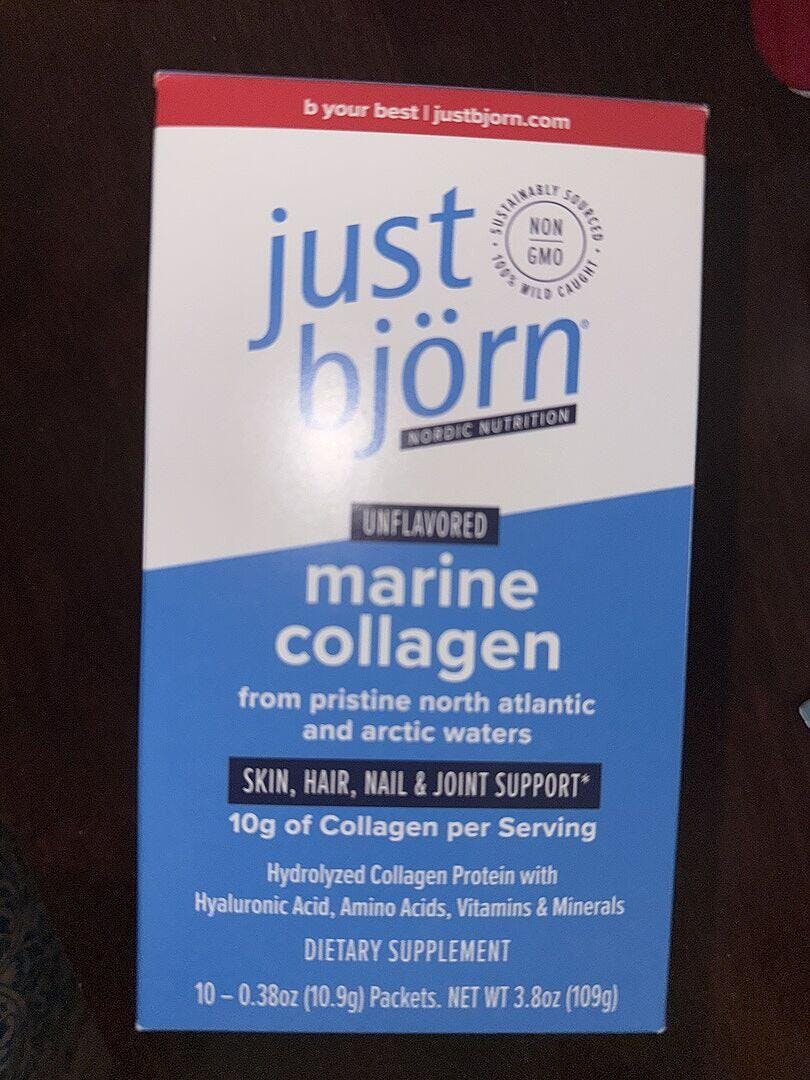 b your best | justbjorn.com
just
björn®
NORDIC NUTRITION
SUSTAINABLY SOURCED
100% WILD CAUGHT
NON
GMO
UNFLAVORED
marine
collagen
from pristine north atlantic
and arctic waters
SKIN, HAIR, NAIL & JOINT SUPPORT*
10g of Collagen per Serving
Hydrolyzed Collagen Protein with
Hyaluronic Acid, Amino Acids, Vitamins & Minerals
DIETARY SUPPLEMENT
10 – 0.38oz (10.9g) Packets. NET WT 3.8oz (109g)